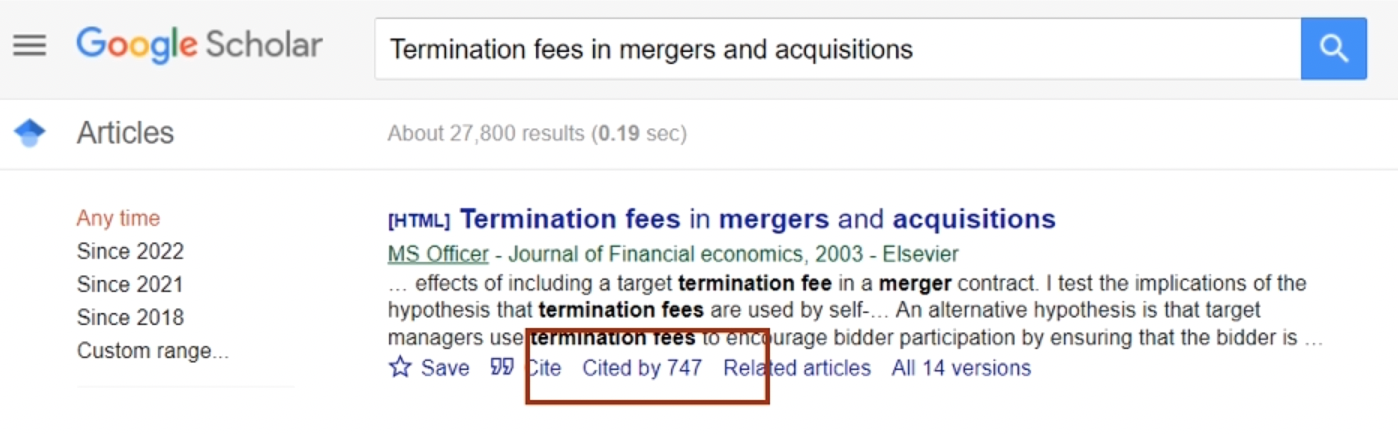 Google Scholar
Termination fees in mergers and acquisitions
Articles
About 27,800 results (0.19 sec)
Any time
Since 2022
Since 2021
Since 2018
Custom range...
[HTML] Termination fees in mergers and acquisitions
MS Officer - Journal of Financial economics, 2003 - Elsevier
... effects of including a target termination fee in a merger contract. I test the implications of the
hypothesis that termination fees are used by self-... An alternative hypothesis is that target
managers use termination fees to encourage bidder participation by ensuring that the bidder is ...
Save Cite Cited by 747 Related articles All 14 versions